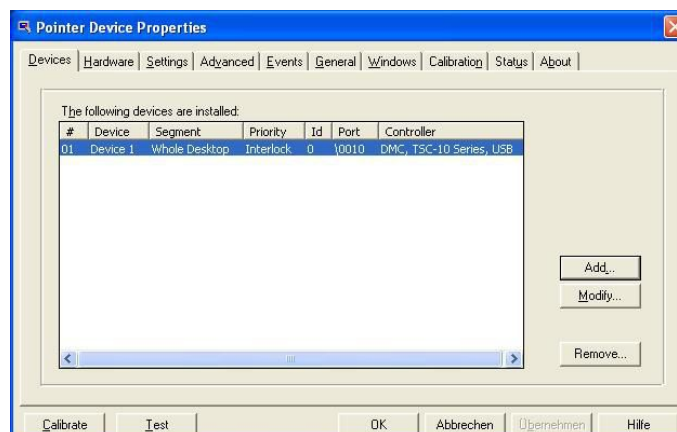 Pointer Device Properties
Devices Hardware Settings Advanced Events General Windows Calibration Status About
The following devices are installed:
# Device Segment Priority Id Port Controller
01 Device 1 Whole Desktop Interlock 0 \0010 DMC, TSC-10 Series, USB
Add...
Modify...
Remove...
Calibrate Test OK Abbrechen Übernehmen Hilfe